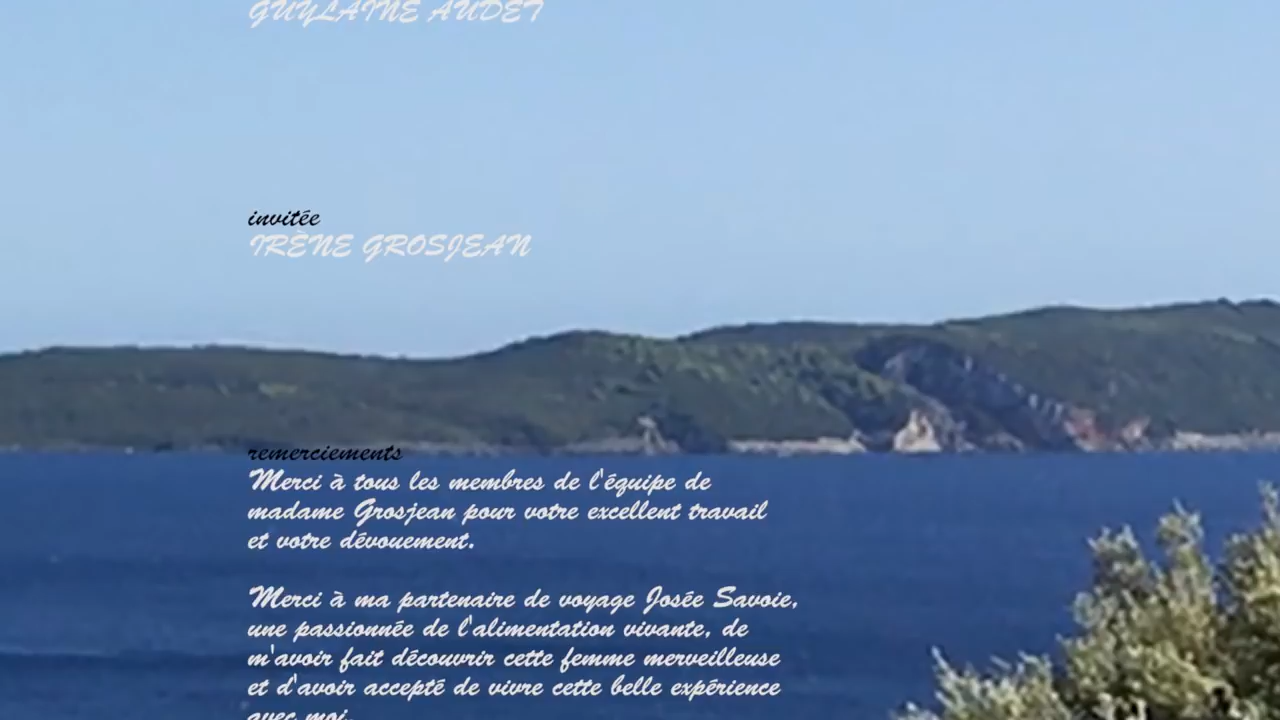 GUYLAINE AUDET
invitée
IRÈNE GROSJEAN
remerciements
Merci à tous les membres de l'équipe de
madame Grosjean pour votre excellent travail
et votre dévouement.
Merci à ma partenaire de voyage Josée Savoie,
une passionnée de l'alimentation vivante, de
m'avoir fait découvrir cette femme merveilleuse
et d'avoir accepté de vivre cette belle expérience
avec moi.